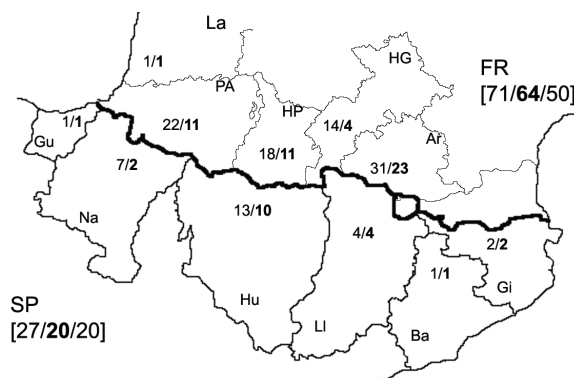 La
1/1
HG
FR
[71/64/50]
PA
HP
1/1
22/11
14/4
Gu
Ar
7/2
18/11
31/23
Na
13/10
4/4
2/2
1/1
SP
[27/20/20]
Hu
Ll
Ba
Gi